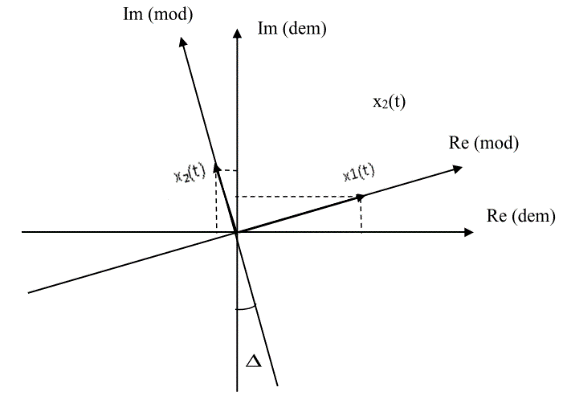 Im (mod)
Im (dem)
x₂(t)
Re (mod)
x₂(t)
x1(t)
Re (dem)
Δ